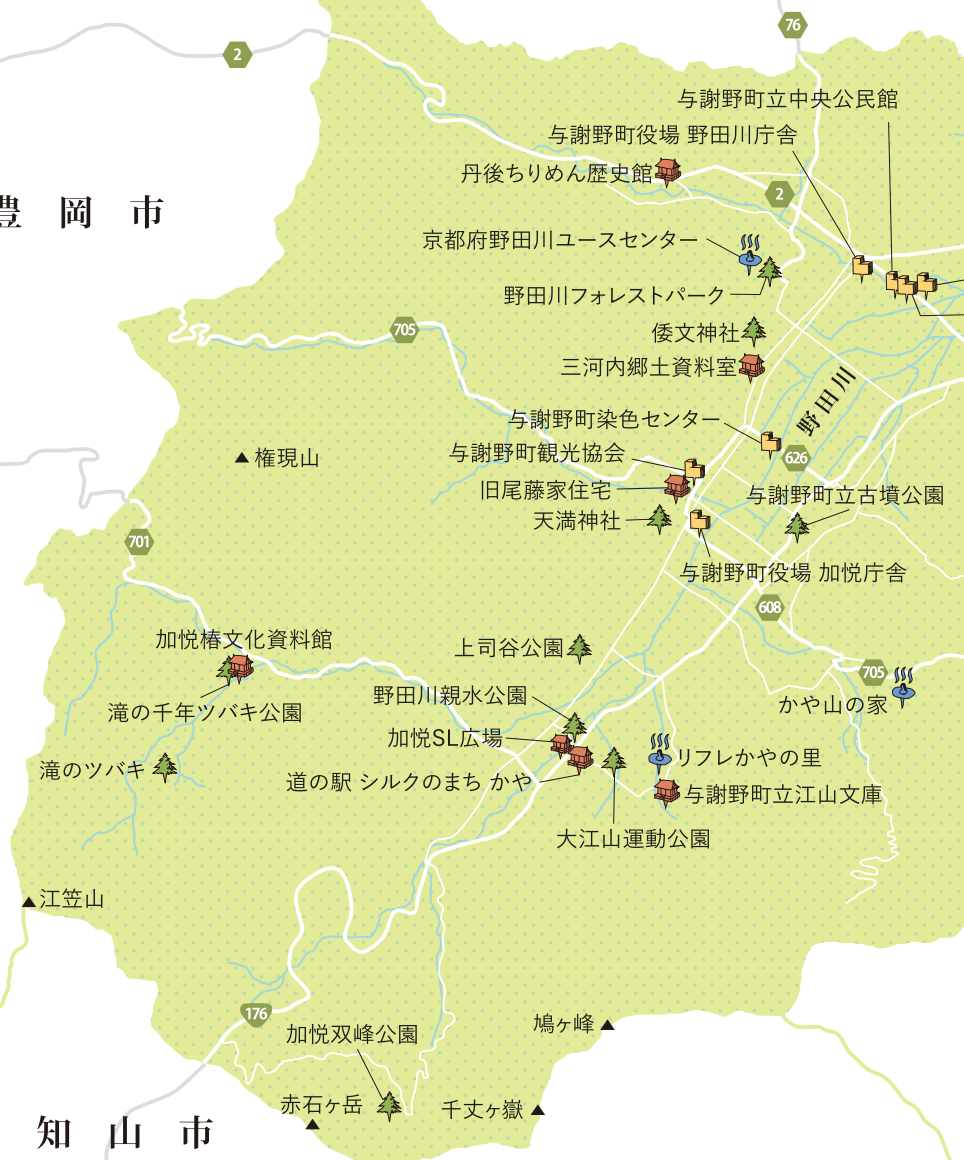 76
2
与謝野町立中央公民館
与謝野町役場 野田川庁舎
丹後ちりめん歴史館
2
豊岡市
京都府野田川ユースセンター
野田川フォレストパーク
705
倭文神社
三河内郷土資料室
野田川
与謝野町染色センター
与謝野町観光協会
626
権現山
旧尾藤家住宅
与謝野町立古墳公園
天満神社
701
与謝野町役場 加悦庁舎
608
加悦椿文化資料館
上司谷公園
705
野田川親水公園
かや山の家
滝の千年ツバキ公園
加悦SL広場
リフレかやの里
滝のツバキ
道の駅 シルクのまち かや
与謝野町立江山文庫
大江山運動公園
江笠山
176
鳩ヶ峰
加悦双峰公園
赤石ヶ岳
千丈ヶ嶽
知山市